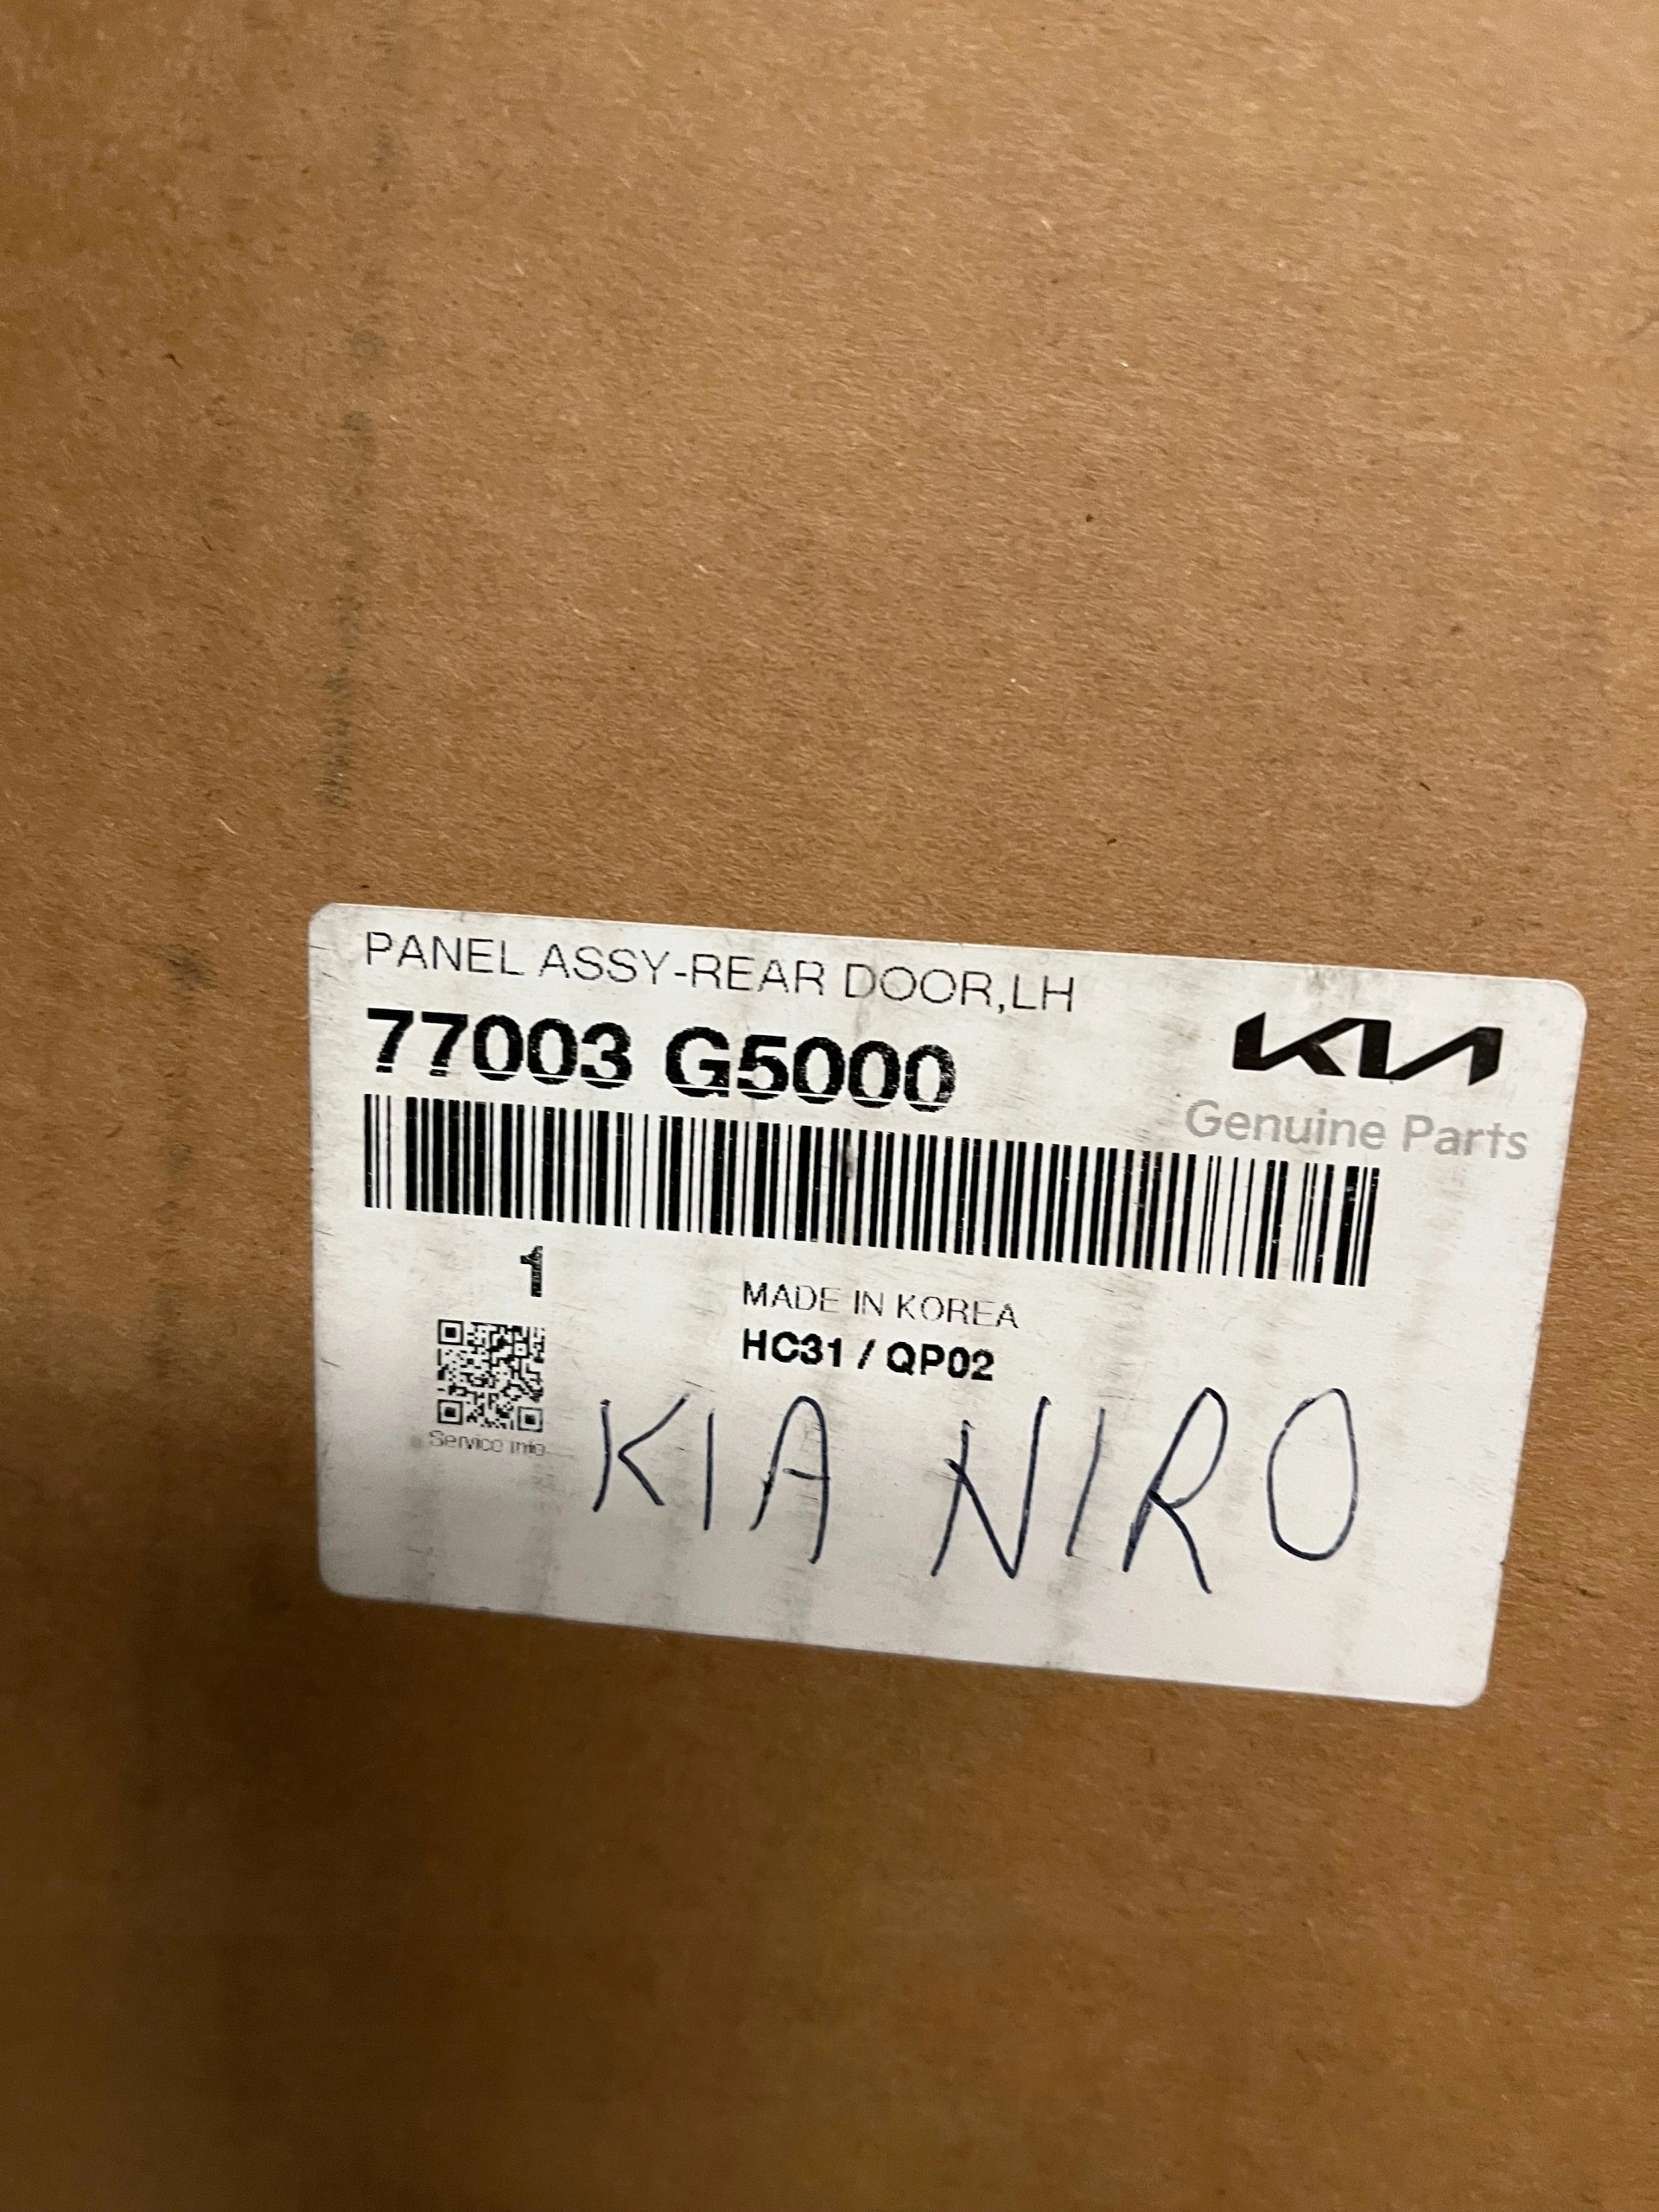 PANEL ASSY-REAR DOOR,LH
77003 G5000
KIA
Genuine Parts
1
MADE IN KOREA
HC31 / QP02
Service Info
KIA NIRO